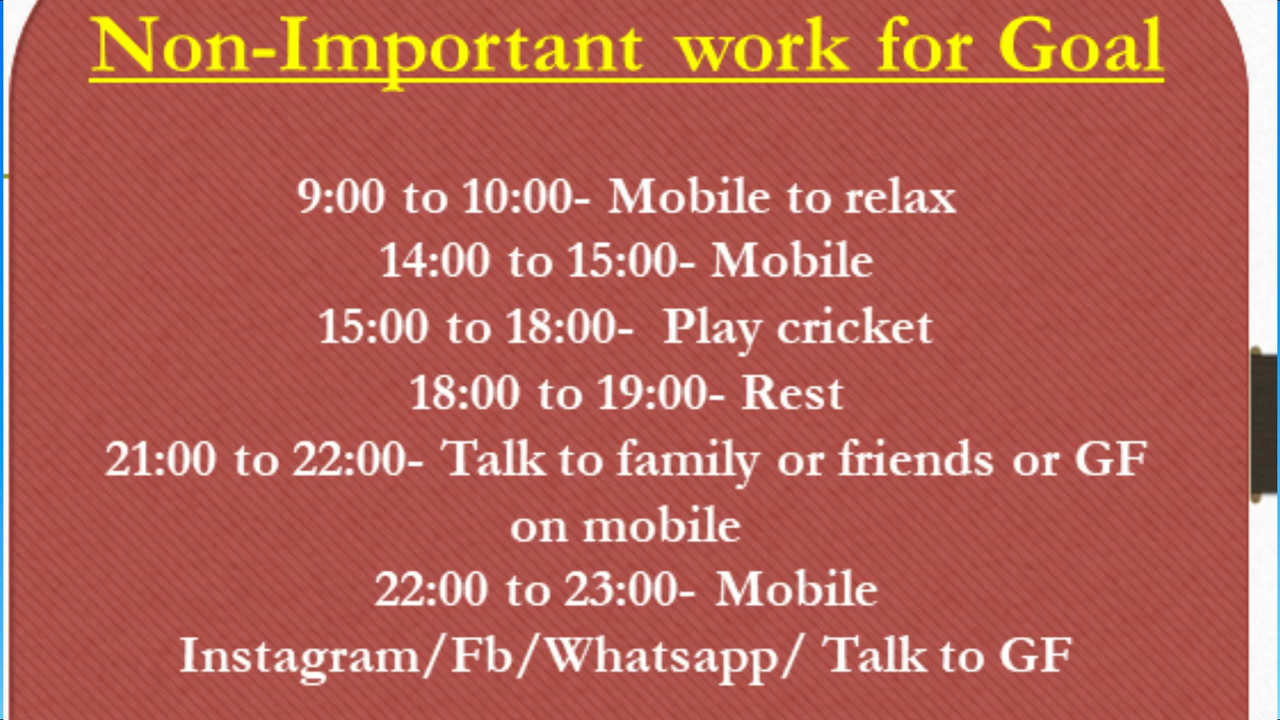 Non-Important work for Goal
9:00 to 10:00- Mobile to relax
14:00 to 15:00- Mobile
15:00 to 18:00-  Play cricket
18:00 to 19:00- Rest
21:00 to 22:00- Talk to family or friends or GF
on mobile
22:00 to 23:00- Mobile
Instagram/Fb/Whatsapp/ Talk to GF